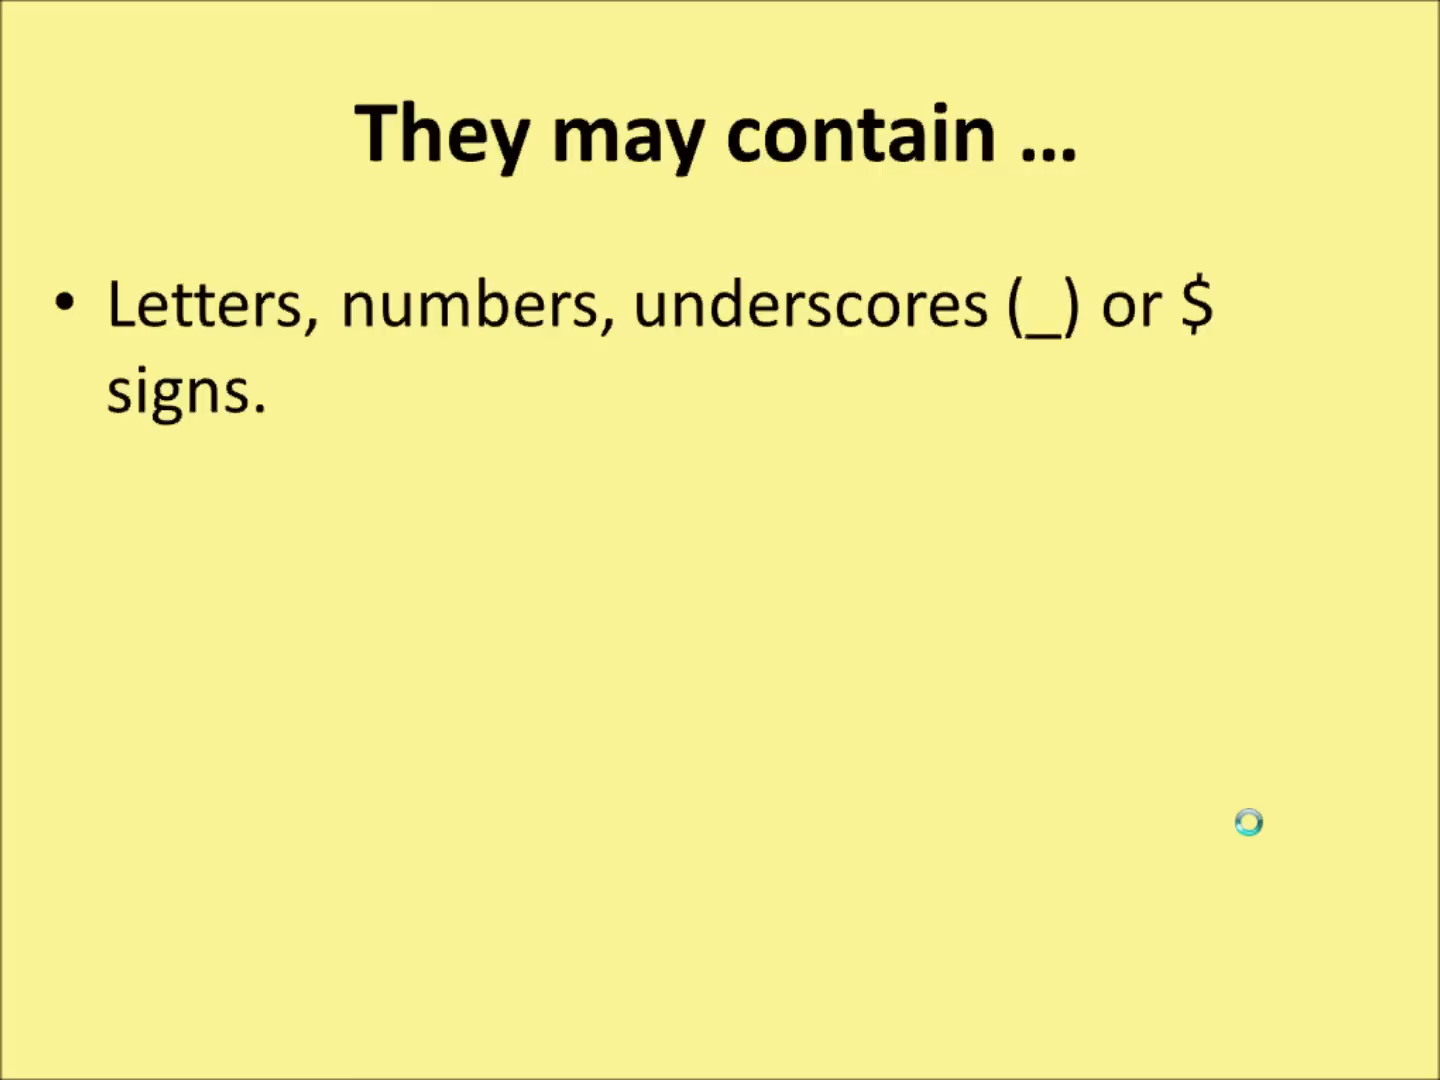 They may contain ...
• Letters, numbers, underscores (_) or $
signs.